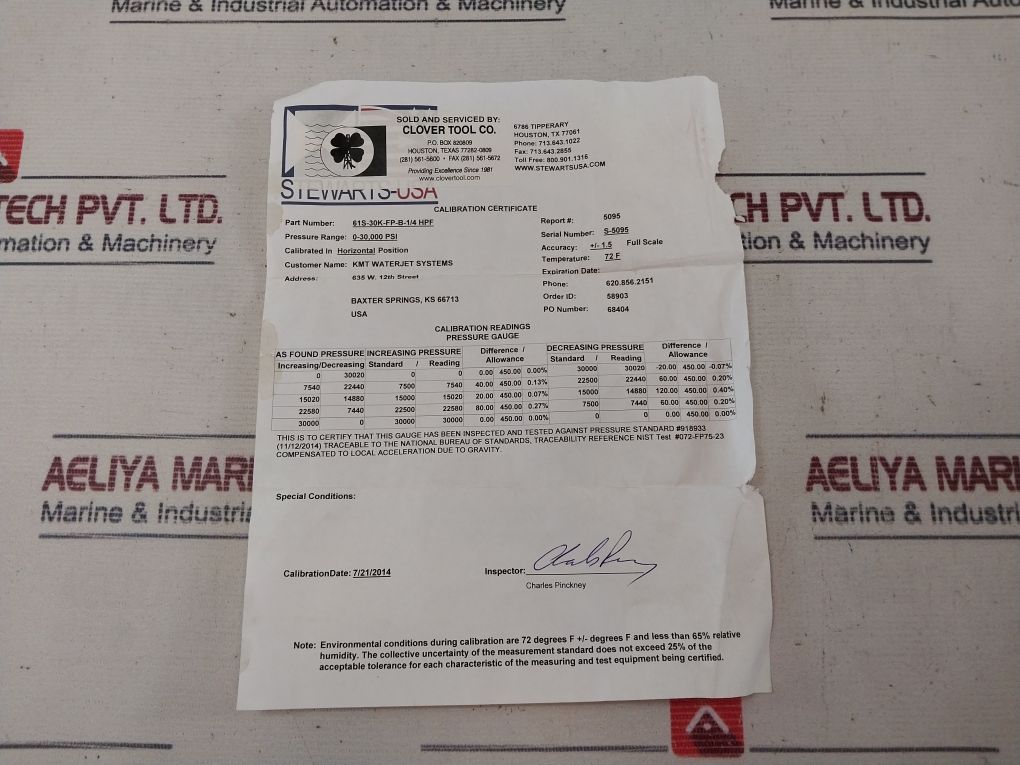 Marine & Industrial Automation & Machinery
Marine & Industrial Auto
TECH PVT. LTD.
mation & Machinery
CH PVT. LTD.
tion & Machinery
SOLD AND SERVICED BY:
CLOVER TOOL CO.
P.O. BOX 820809
HOUSTON, TEXAS 77282-0809
(281) 561-5600 • FAX (281) 561-5672
Providing Excellence Since 1981
www.clovertool.com
STEWARTS-USA
6786 TIPPERARY
HOUSTON, TX 77061
Phone: 713.643.1022
Fax: 713.643.2855
Toll Free: 800.901.1316
WWW.STEWARTSUSA.COM
CALIBRATION CERTIFICATE
Part Number: 61S-30K-FP-B-1/4 HPF
Pressure Range: 0-30,000 PSI
Calibrated In Horizontal Position
Customer Name: KMT WATERJET SYSTEMS
Address: 635 W. 12th Street
BAXTER SPRINGS, KS 66713
USA
Report #: 5095
Serial Number: S-5095
Accuracy: +/- 1.5 Full Scale
Temperature: 72 F
Expiration Date:
Phone: 620.856.2151
Order ID: 58903
PO Number: 68404
CALIBRATION READINGS
PRESSURE GAUGE
AS FOUND PRESSURE INCREASING PRESSURE Difference / Allowance DECREASING PRESSURE Difference / Allowance
Increasing/Decreasing Standard / Reading Standard / Reading
0 30020 0 0 0.00 450.00 0.00% 30000 30020 -20.00 450.00 -0.07%
7540 22440 7500 7540 40.00 450.00 0.13% 22500 22440 60.00 450.00 0.20%
15020 14880 15000 15020 20.00 450.00 0.07% 15000 14880 120.00 450.00 0.40%
22580 7440 22500 22580 80.00 450.00 0.27% 7500 7440 60.00 450.00 0.20%
30000 0 30000 30000 0.00 450.00 0.00% 0 0 0.00 450.00 0.00%
THIS IS TO CERTIFY THAT THIS GAUGE HAS BEEN INSPECTED AND TESTED AGAINST PRESSURE STANDARD #918933
(11/12/2014) TRACEABLE TO THE NATIONAL BUREAU OF STANDARDS, TRACEABILITY REFERENCE NIST Test #072-FP75-23
COMPENSATED TO LOCAL ACCELERATION DUE TO GRAVITY.
AELIYA MARI
Marine & Industria
AELIYA MARIN
Marine & Industri
Special Conditions:
CalibrationDate: 7/21/2014
Inspector:
Charles Pinckney
Note: Environmental conditions during calibration are 72 degrees F +/- degrees F and less than 65% relative
humidity. The collective uncertainty of the measurement standard does not exceed 25% of the
acceptable tolerance for each characteristic of the measuring and test equipment being certified.